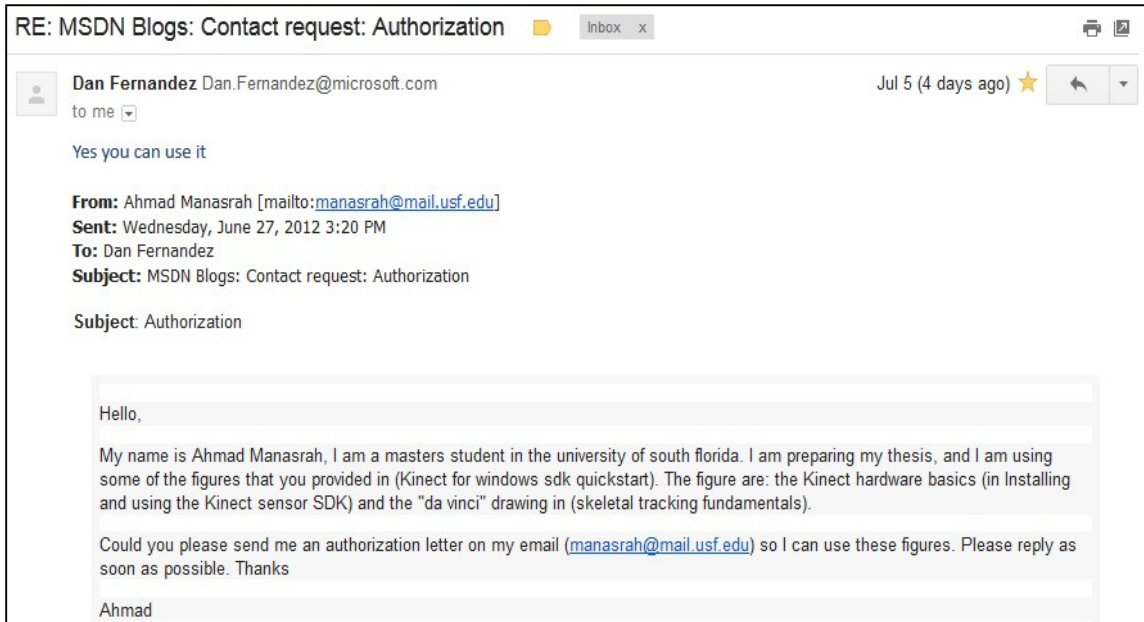 RE: MSDN Blogs: Contact request: Authorization Inbox x
Dan Fernandez Dan.Fernandez@microsoft.com Jul 5 (4 days ago)
to me
Yes you can use it
From: Ahmad Manasrah [mailto:manasrah@mail.usf.edu]
Sent: Wednesday, June 27, 2012 3:20 PM
To: Dan Fernandez
Subject: MSDN Blogs: Contact request: Authorization
Subject: Authorization
Hello,
My name is Ahmad Manasrah, I am a masters student in the university of south florida. I am preparing my thesis, and I am using
some of the figures that you provided in (Kinect for windows sdk quickstart). The figure are: the Kinect hardware basics (in Installing
and using the Kinect sensor SDK) and the "da vinci" drawing in (skeletal tracking fundamentals).
Could you please send me an authorization letter on my email (manasrah@mail.usf.edu) so I can use these figures. Please reply as
soon as possible. Thanks
Ahmad